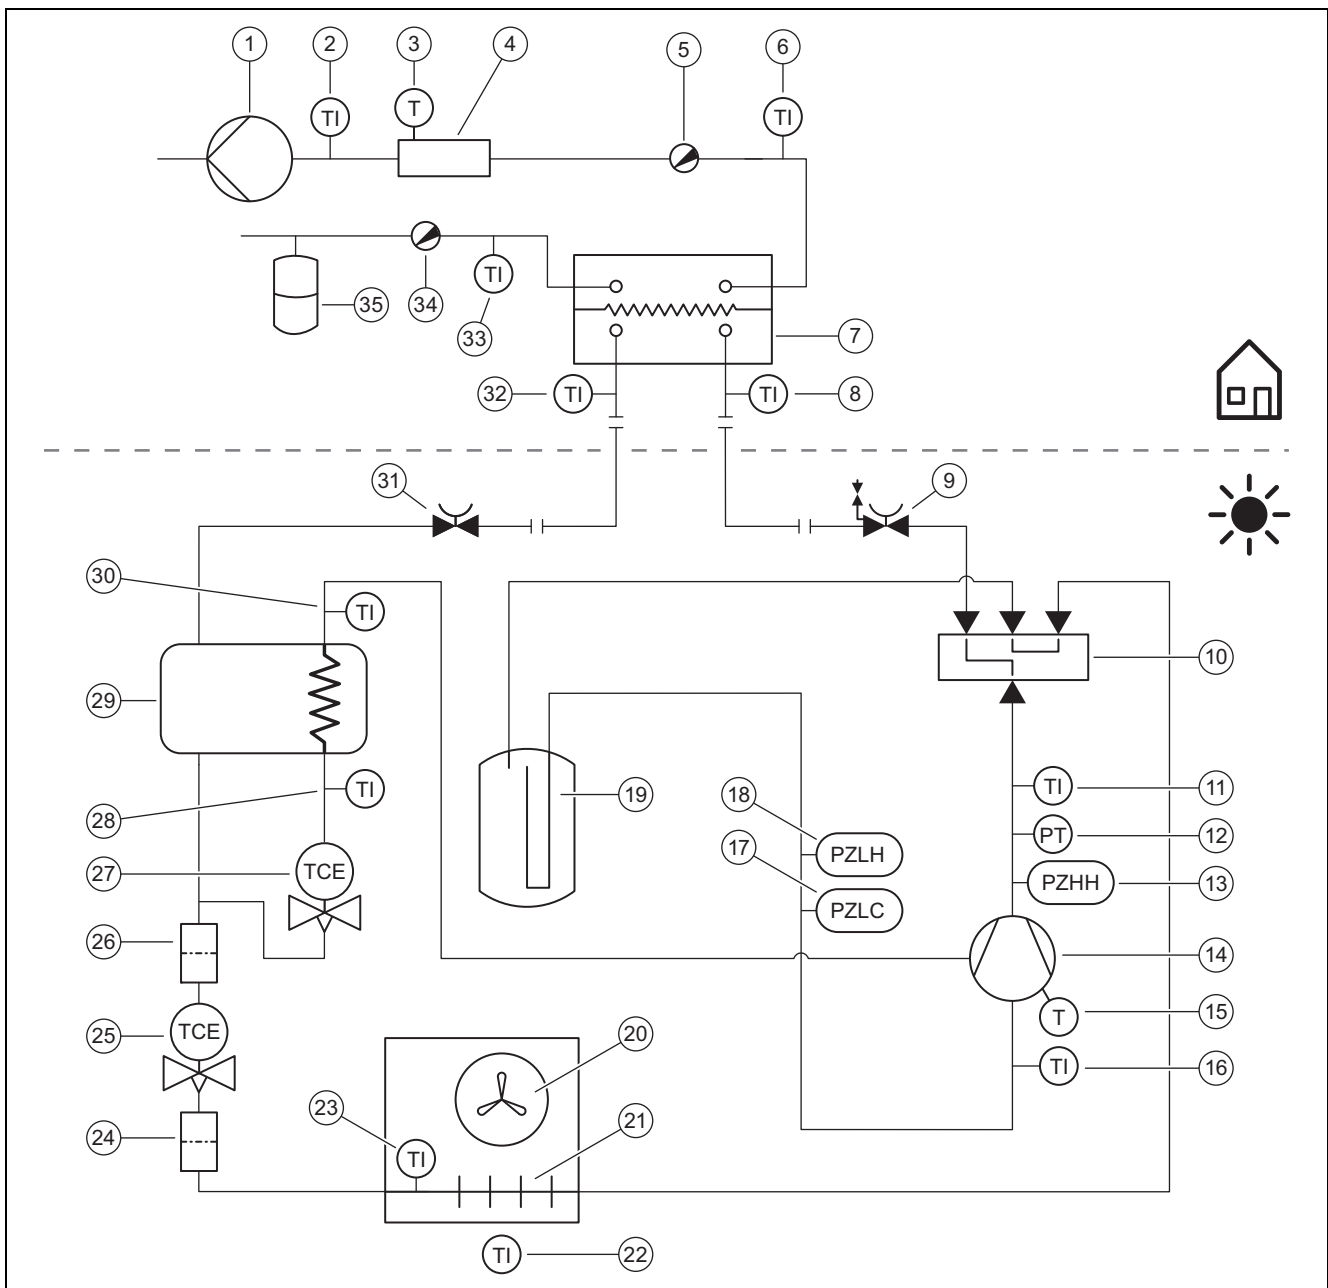 1 2 3 4 5 6
TI T TI
35 34 TI 33 7
32 TI TI 8
31 9
30 TI
29 10
28 TI 19 18 TI 11
PZLH PT 12
27 TCE 17 PZLC PZHH 13
26 14
25 TCE 20 T 15
TI 16
23 21
24 TI
TI 22